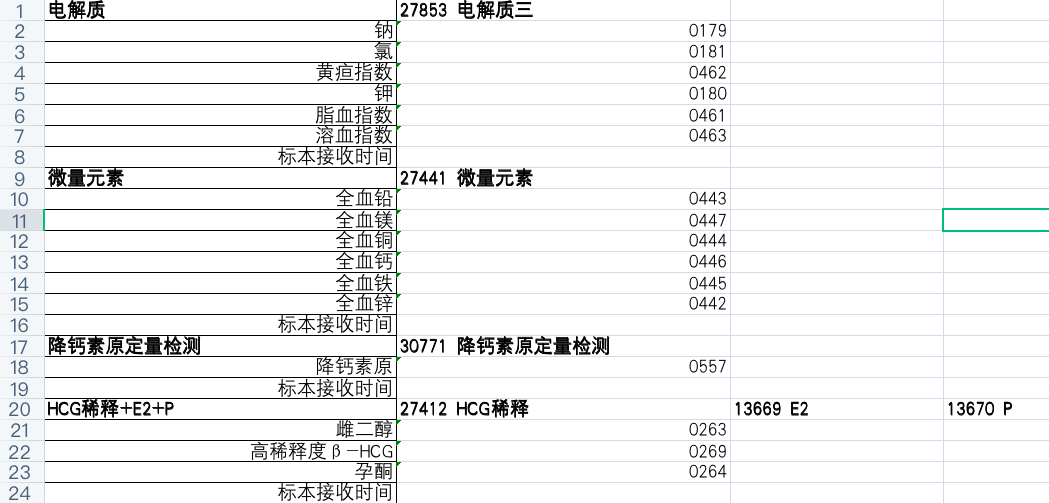 1 电解质 27853 电解质三
2 钠 0179
3 氯 0181
4 黄疸指数 0462
5 钾 0180
6 脂血指数 0461
7 溶血指数 0463
8 标本接收时间
9 微量元素 27441 微量元素
10 全血铅 0443
11 全血镁 0447
12 全血铜 0444
13 全血钙 0446
14 全血铁 0445
15 全血锌 0442
16 标本接收时间
17 降钙素原定量检测 30771 降钙素原定量检测
18 降钙素原 0557
19 标本接收时间
20 HCG稀释+E2+P 27412 HCG稀释 13669 E2 13670 P
21 雌二醇 0263
22 高稀释度β－HCG 0269
23 孕酮 0264
24 标本接收时间